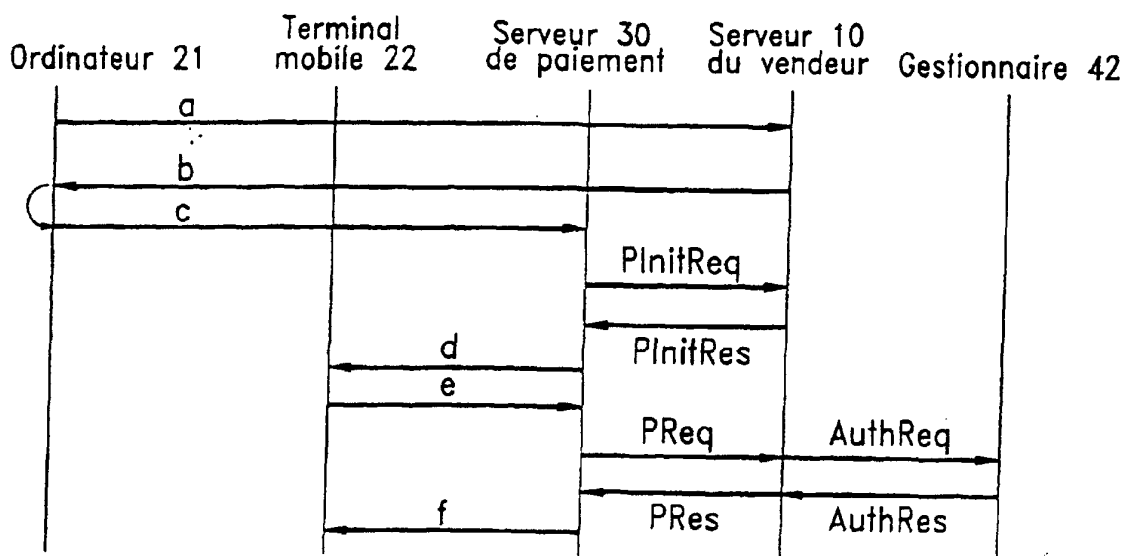 Ordinateur 21
Terminal
mobile 22
Serveur 30
de paiement
Serveur 10
du vendeur
Gestionnaire 42
a
b
c
PInitReq
PInitRes
d
e
PReq
AuthReq
PRes
AuthRes
f